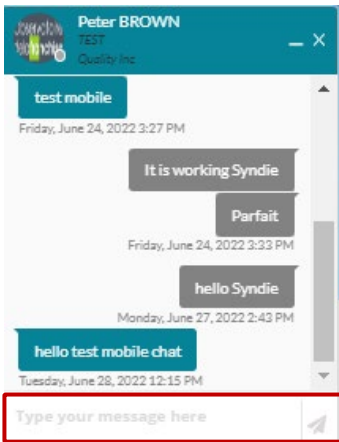 Peter BROWN
TEST
Quality Inc
test mobile
Friday, June 24, 2022 3:27 PM
It is working Syndie
Parfait
Friday, June 24, 2022 3:33 PM
hello Syndie
Monday, June 27, 2022 2:43 PM
hello test mobile chat
Tuesday, June 28, 2022 12:15 PM
Type your message here